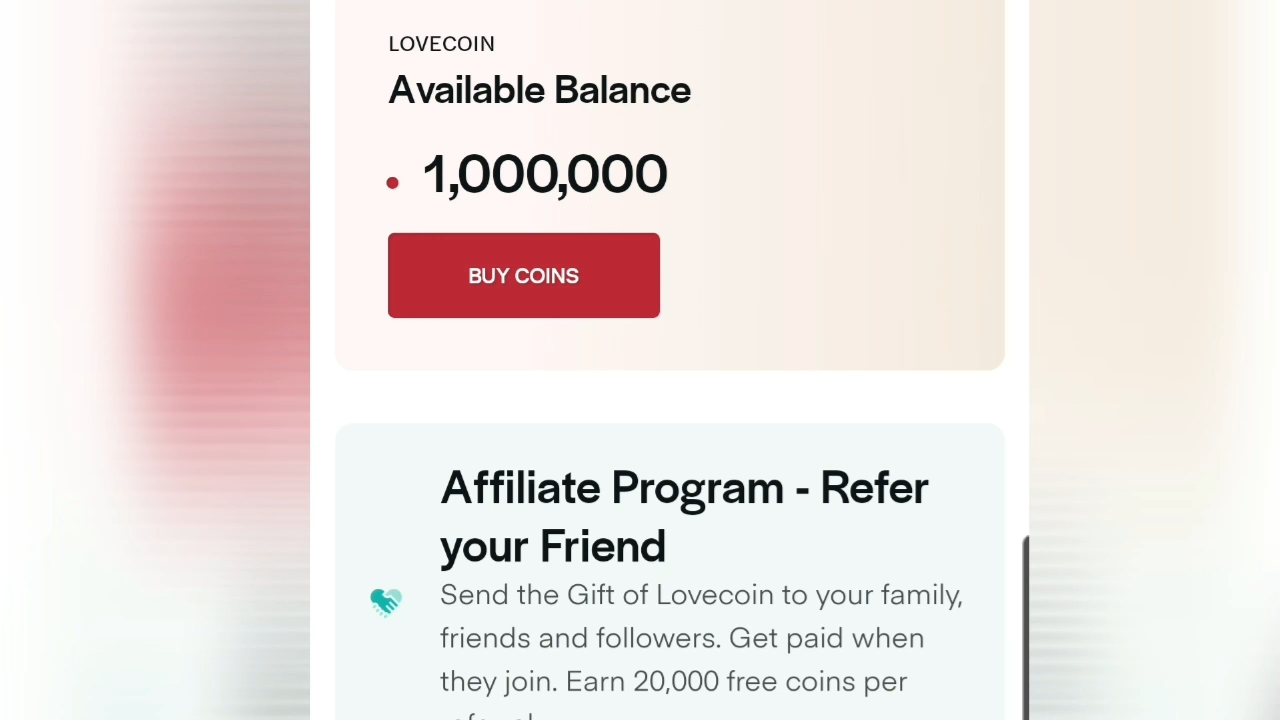 LOVECOIN
Available Balance
1,000,000
BUY COINS
Affiliate Program - Refer
your Friend
Send the Gift of Lovecoin to your family,
friends and followers. Get paid when
they join. Earn 20,000 free coins per